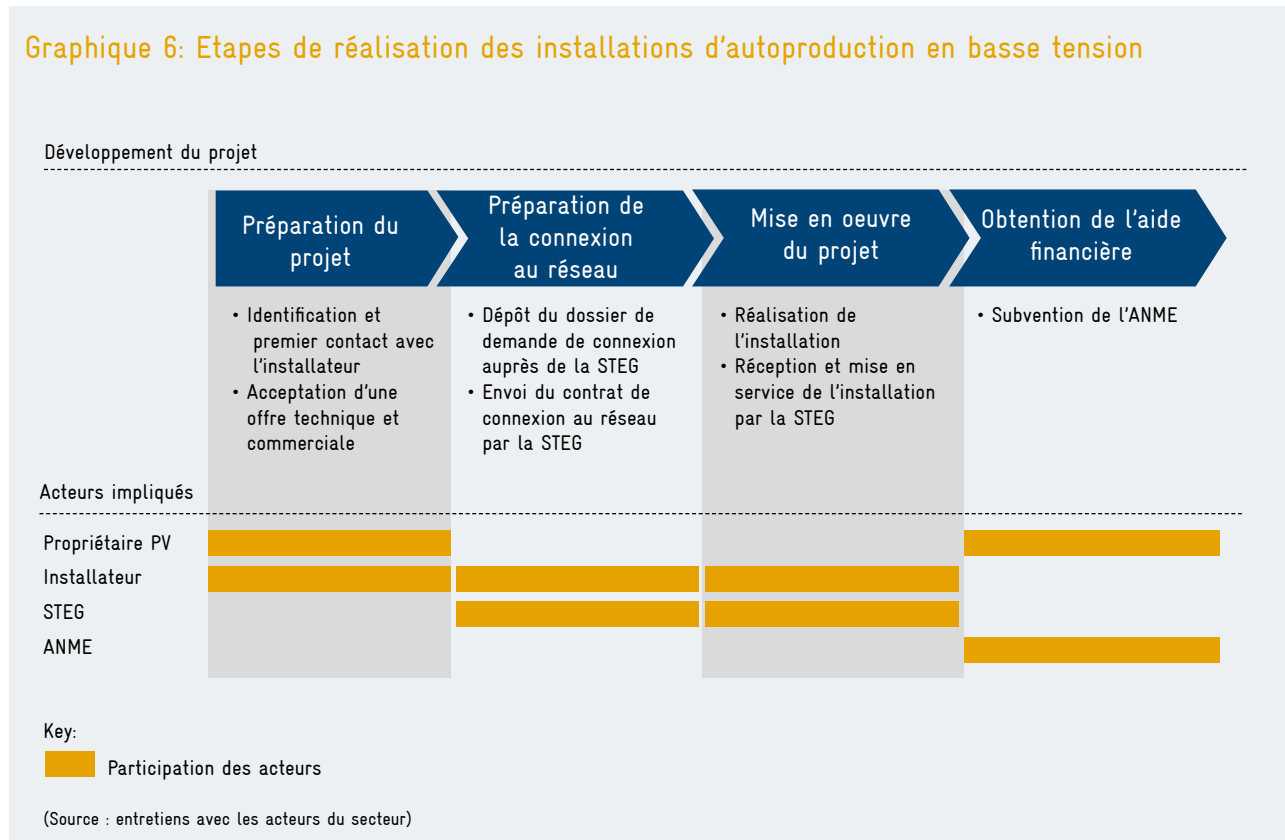 Graphique 6: Etapes de réalisation des installations d'autoproduction en basse tension
Développement du projet
Préparation du
projet
Préparation de
la connexion
au réseau
Mise en oeuvre
du projet
Obtention de l'aide
financière
• Identification et
premier contact avec
l'installateur
• Acceptation d'une
offre technique et
commerciale
• Dépôt du dossier de
demande de connexion
auprès de la STEG
• Envoi du contrat de
connexion au réseau
par la STEG
• Réalisation de
l'installation
• Réception et mise en
service de l'installation
par la STEG
• Subvention de l'ANME
Acteurs impliqués
Propriétaire PV
Installateur
STEG
ANME
Key:
Participation des acteurs
(Source : entretiens avec les acteurs du secteur)